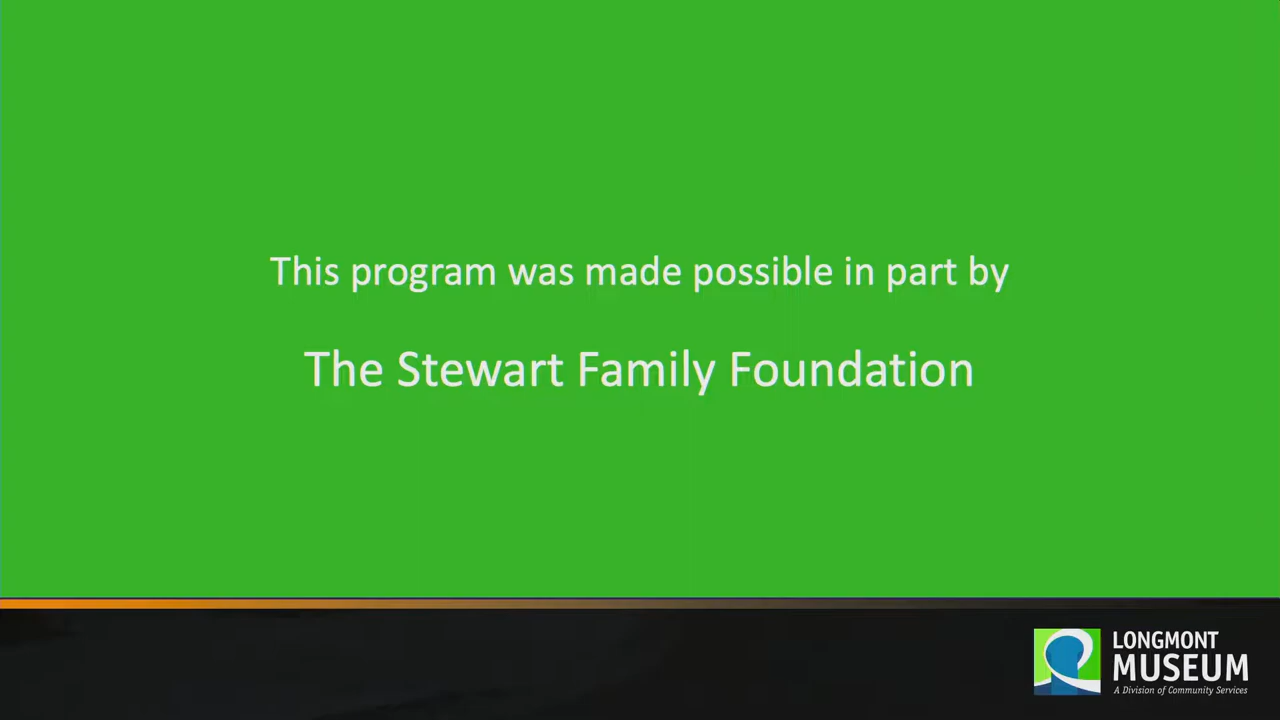 This program was made possible in part by
The Stewart Family Foundation
LONGMONT
MUSEUM
A Division of Community Services